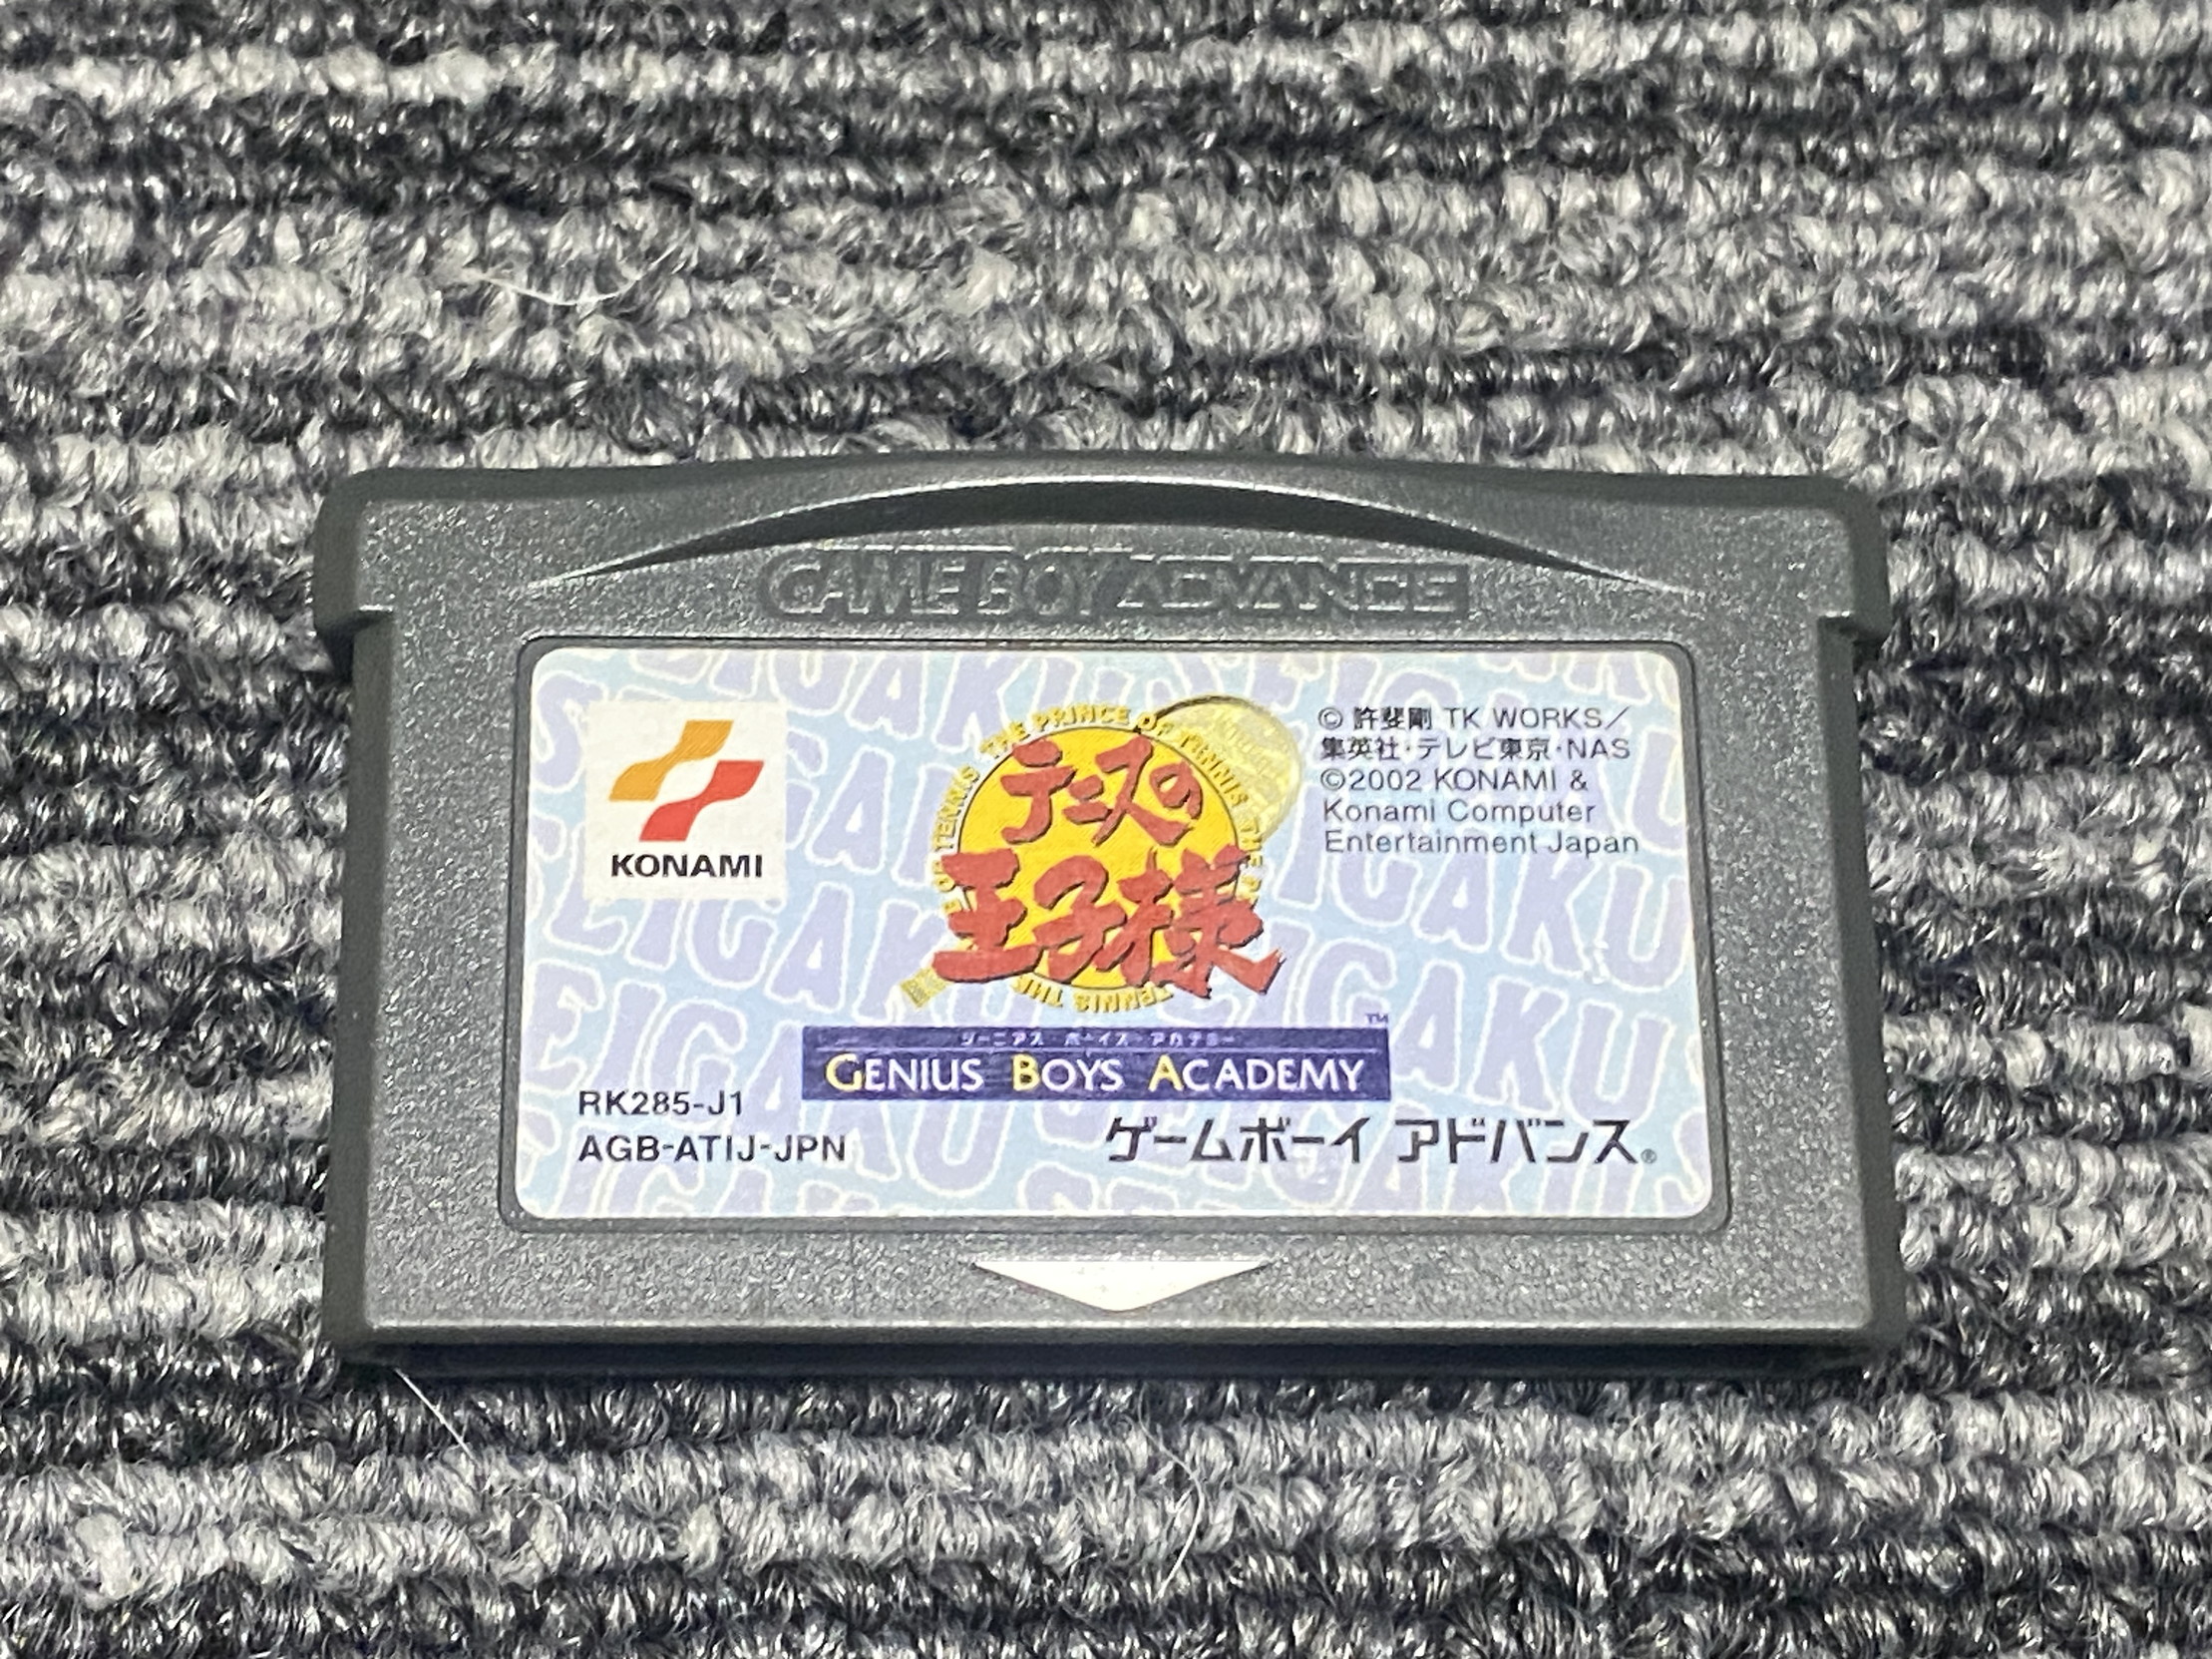 GAME BOY ADVANCE
KONAMI
THE PRINCE OF TENNIS
テニスの
王子様
© 許斐剛 TK WORKS／
集英社・テレビ東京・NAS
©2002 KONAMI &
Konami Computer
Entertainment Japan
TM
ジーニアス ボーイズ アカデミー
GENIUS BOYS ACADEMY
RK285-J1
AGB-ATIJ-JPN
ゲームボーイ アドバンス®
SEIGAKU